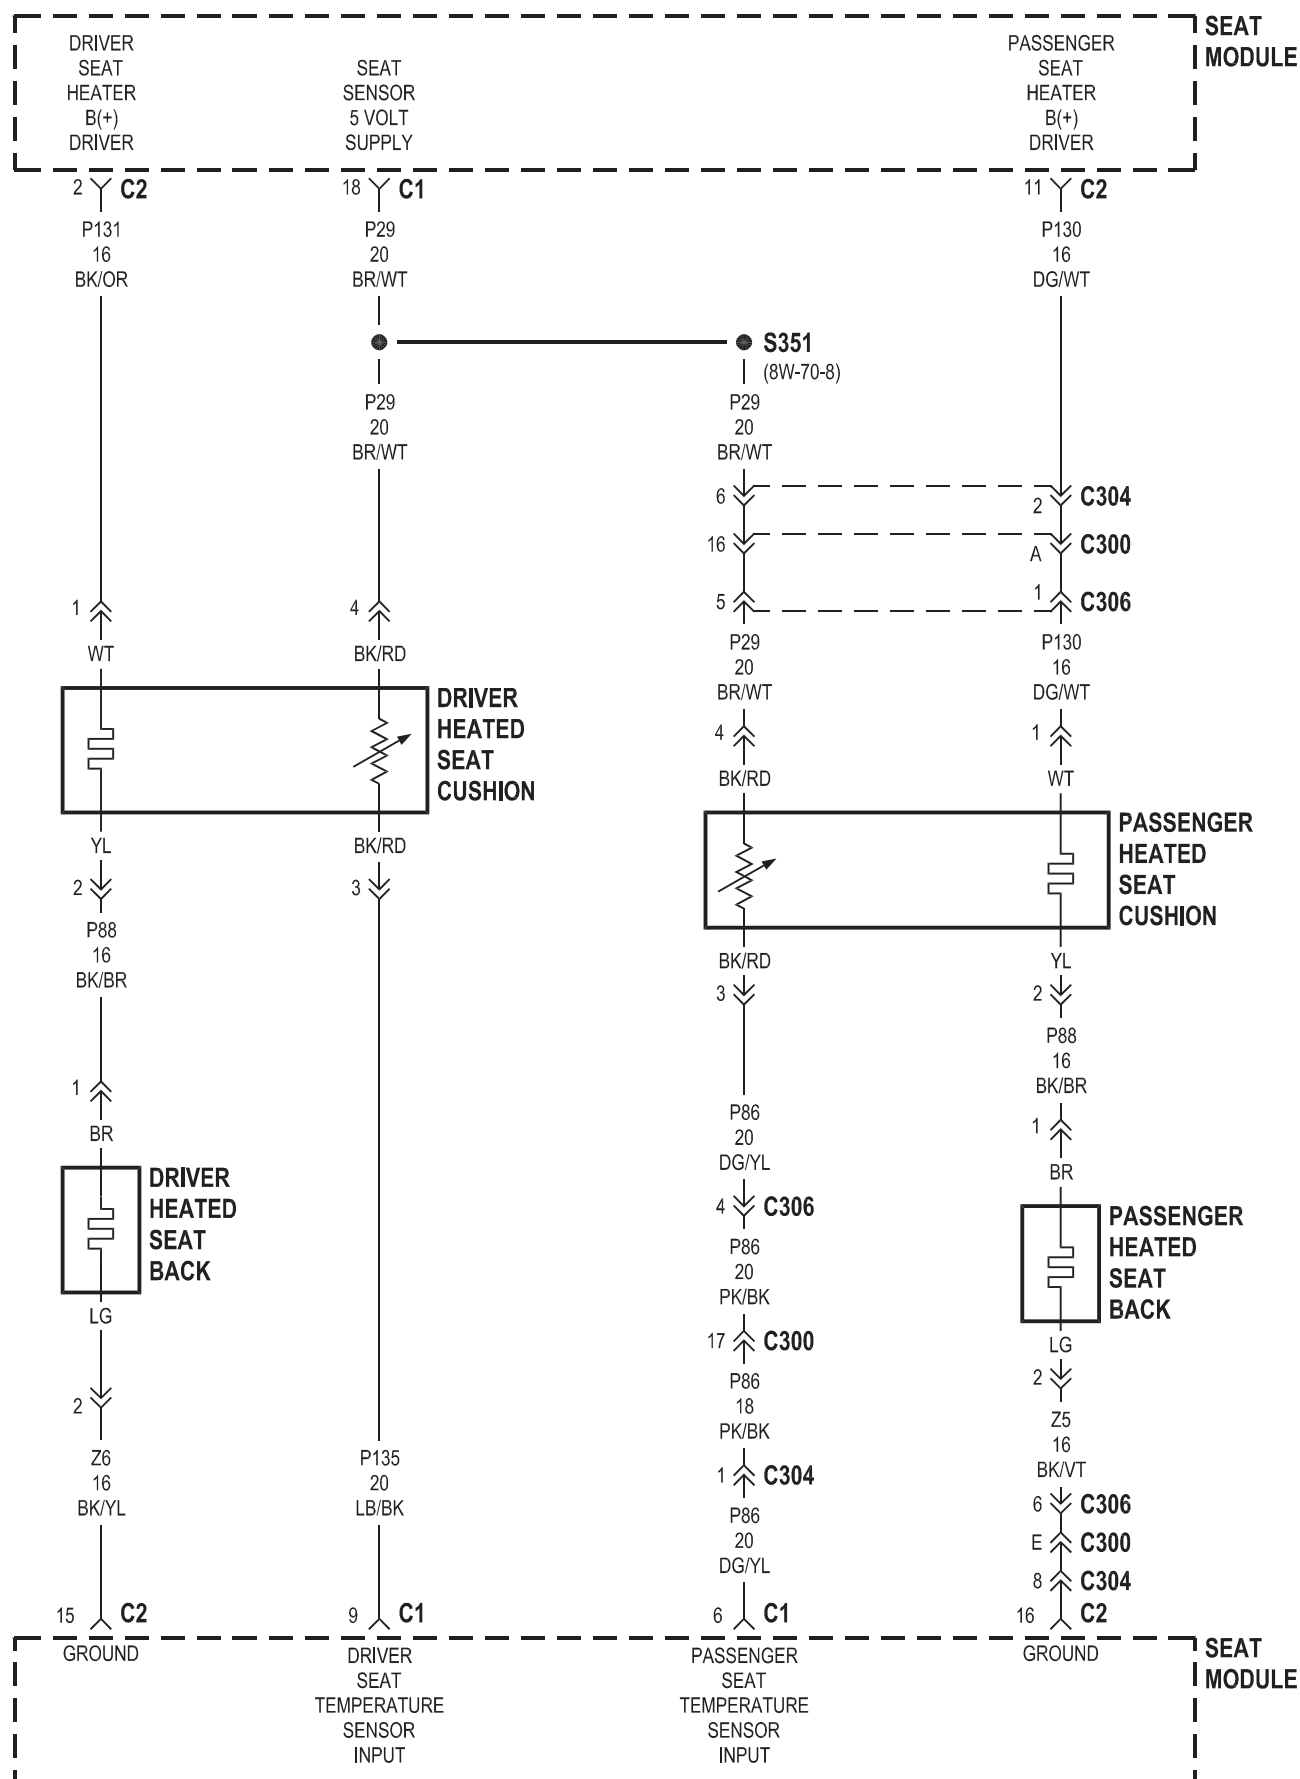 DRIVER
SEAT
HEATER
B(+)
DRIVER
SEAT
SENSOR
5 VOLT
SUPPLY
PASSENGER
SEAT
HEATER
B(+)
DRIVER
SEAT
MODULE
2 C2
18 C1
11 C2
P131
16
BK/OR
P29
20
BR/WT
P130
16
DG/WT
S351
(8W-70-8)
P29
20
BR/WT
P29
20
BR/WT
6 2 C304
16 A C300
5 1 C306
1
4
WT
BK/RD
P29
20
BR/WT
P130
16
DG/WT
DRIVER
HEATED
SEAT
CUSHION
4
1
BK/RD
WT
YL
BK/RD
PASSENGER
HEATED
SEAT
CUSHION
2
3
P88
16
BK/BR
BK/RD
YL
3
2
P88
16
BK/BR
1
BR
P86
20
DG/YL
1
BR
DRIVER
HEATED
SEAT
BACK
4 C306
P86
20
PK/BK
PASSENGER
HEATED
SEAT
BACK
LG
17 C300
LG
2
P86
18
PK/BK
2
Z5
16
BK/VT
Z6
16
BK/YL
P135
20
LB/BK
1 C304
P86
20
DG/YL
6 C306
E C300
8 C304
15 C2
9 C1
6 C1
16 C2
GROUND
DRIVER
SEAT
TEMPERATURE
SENSOR
INPUT
PASSENGER
SEAT
TEMPERATURE
SENSOR
INPUT
GROUND
SEAT
MODULE